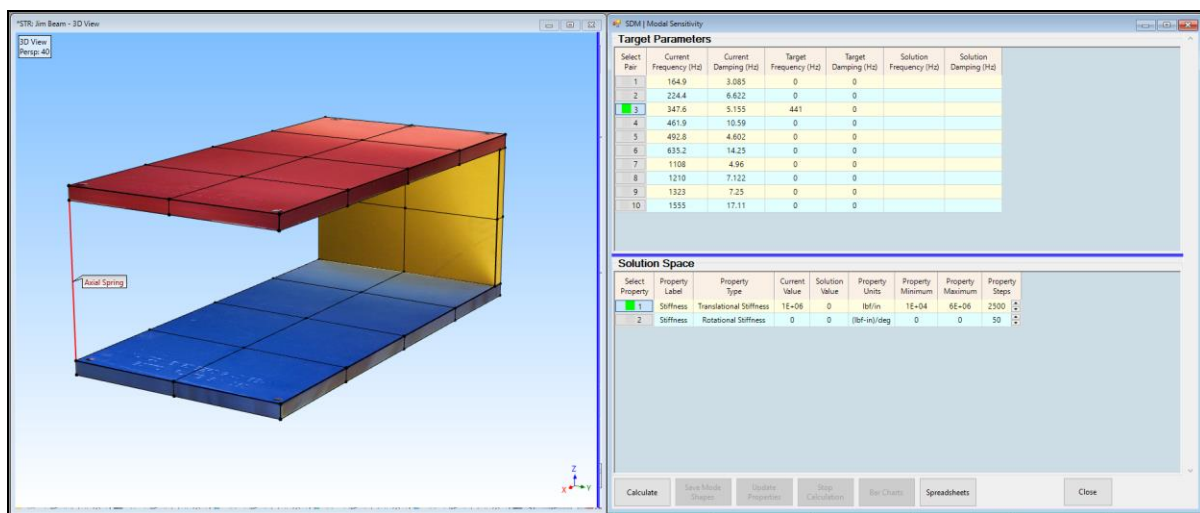 *STR: Jim Beam - 3D View
3D View
Persp: 40
Axial Spring
Z
X
Y
SDM | Modal Sensitivity
Target Parameters
Select Pair Current Frequency (Hz) Current Damping (Hz) Target Frequency (Hz) Target Damping (Hz) Solution Frequency (Hz) Solution Damping (Hz)
1 164.9 3.085 0 0
2 224.4 6.622 0 0
3 347.6 5.155 441 0
4 461.9 10.59 0 0
5 492.8 4.602 0 0
6 635.2 14.25 0 0
7 1108 4.96 0 0
8 1210 7.122 0 0
9 1323 7.25 0 0
10 1555 17.11 0 0
Solution Space
Select Property Property Label Property Type Current Value Solution Value Property Units Property Minimum Property Maximum Property Steps
1 Stiffness Translational Stiffness 1E+06 0 lbf/in 1E+04 6E+06 2500
2 Stiffness Rotational Stiffness 0 0 (lbf-in)/deg 0 0 50
Calculate Save Mode Shapes Update Properties Stop Calculation Bar Charts Spreadsheets Close